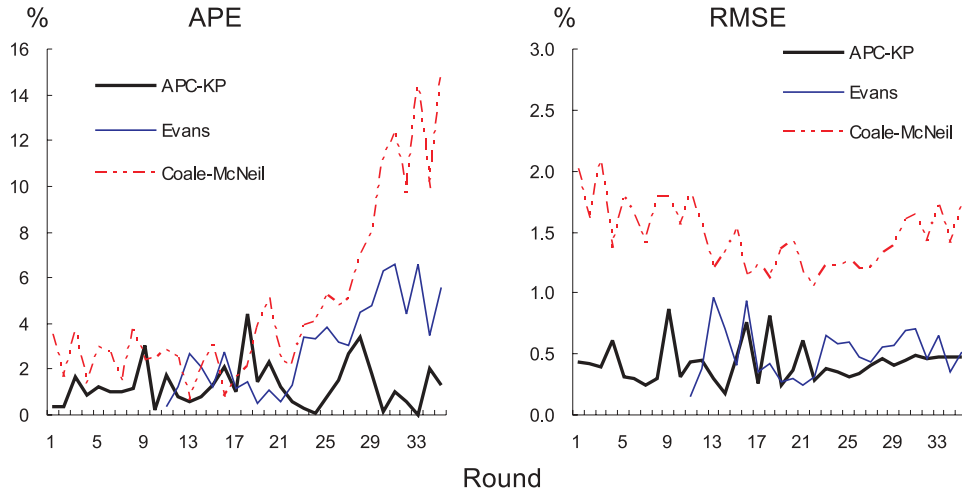 % APE
16
14
12
10
8
6
4
2
0
APC-KP
Evans
Coale-McNeil
1 5 9 13 17 21 25 29 33
% RMSE
3.0
2.5
2.0
1.5
1.0
0.5
0.0
APC-KP
Evans
Coale-McNeil
1 5 9 13 17 21 25 29 33
Round